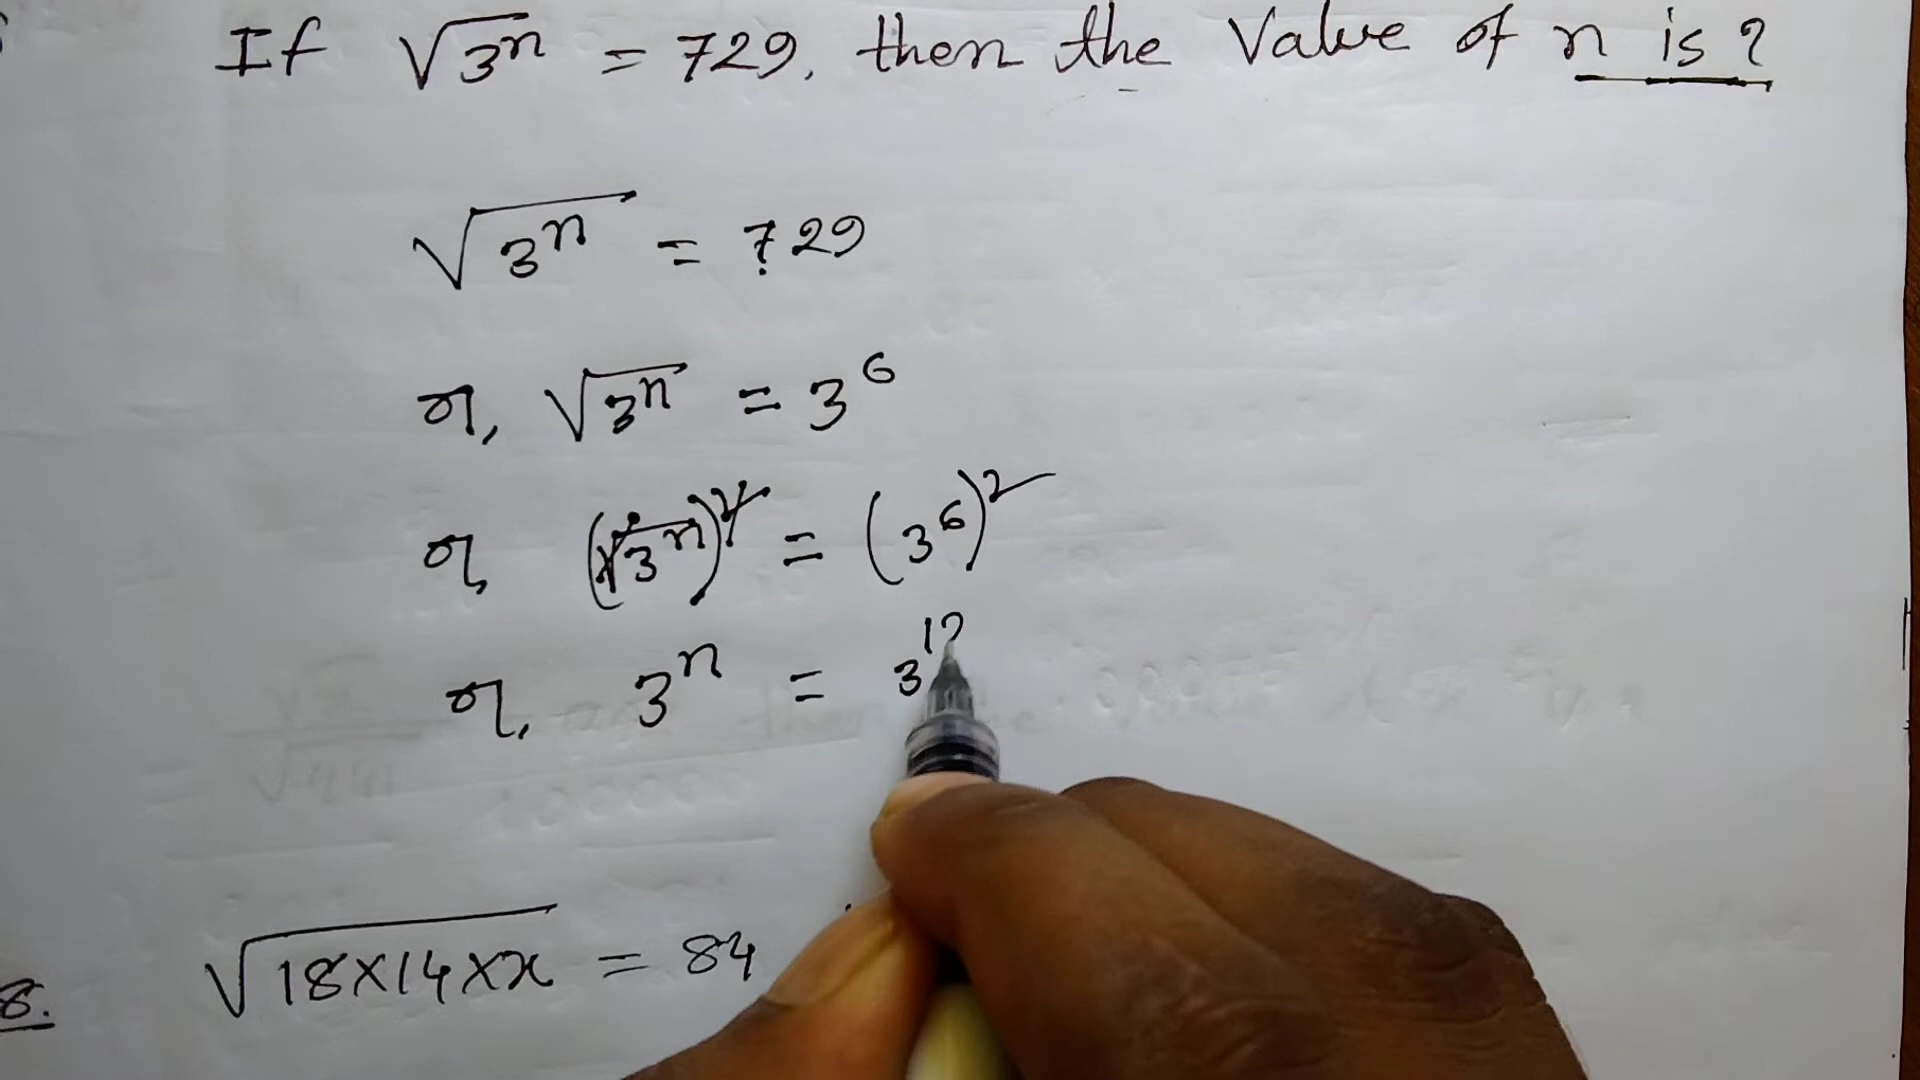 If √3ⁿ = 729, then the Value of n is ?
√3ⁿ = 729
or, √3ⁿ = 3⁶
or, (√3ⁿ)² = (3⁶)²
or, 3ⁿ = 3¹²
8. √18×14×x = 84